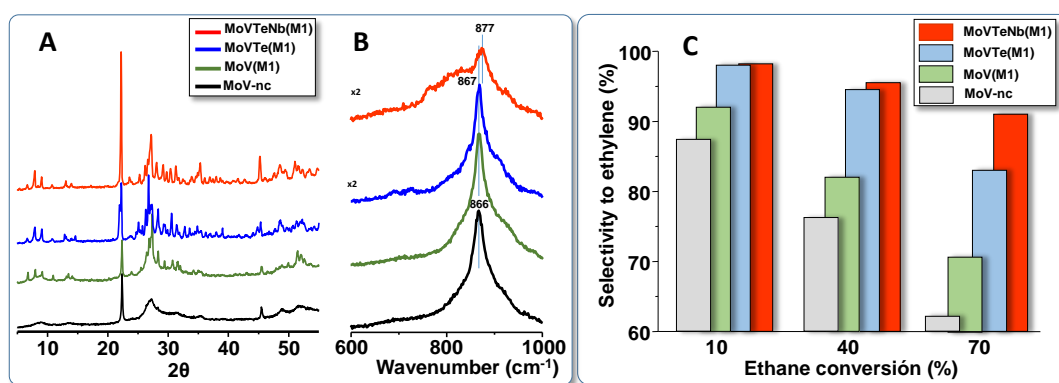 A
MoVTeNb(M1)
MoVTe(M1)
MoV(M1)
MoV-nc
10 20 30 40 50
2θ
B
877
867
x2
x2
866
600 800 1000
Wavenumber (cm-1)
C
MoVTeNb(M1)
MoVTe(M1)
MoV(M1)
MoV-nc
Selectivity to ethylene (%)
100
90
80
70
60
10 40 70
Ethane conversión (%)